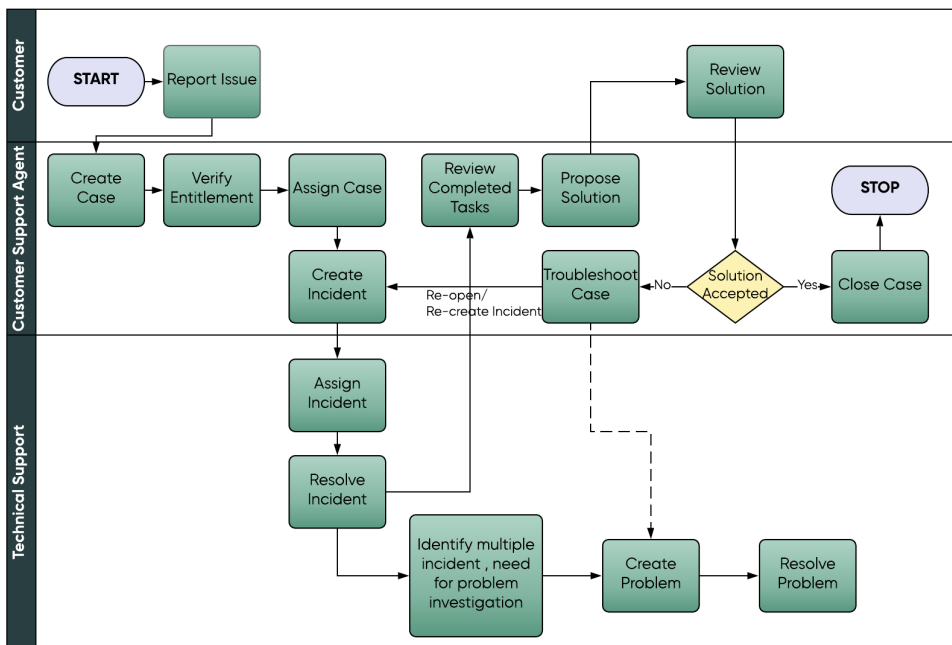 Customer
START
Report Issue
Review
Solution
Customer Support Agent
Create
Case
Verify
Entitlement
Assign Case
Review
Completed
Tasks
Propose
Solution
STOP
Create
Incident
Re-open/
Re-create Incident
Troubleshoot
Case
No
Solution
Accepted
Yes
Close Case
Technical Support
Assign
Incident
Resolve
Incident
Identify multiple
incident , need
for problem
investigation
Create
Problem
Resolve
Problem